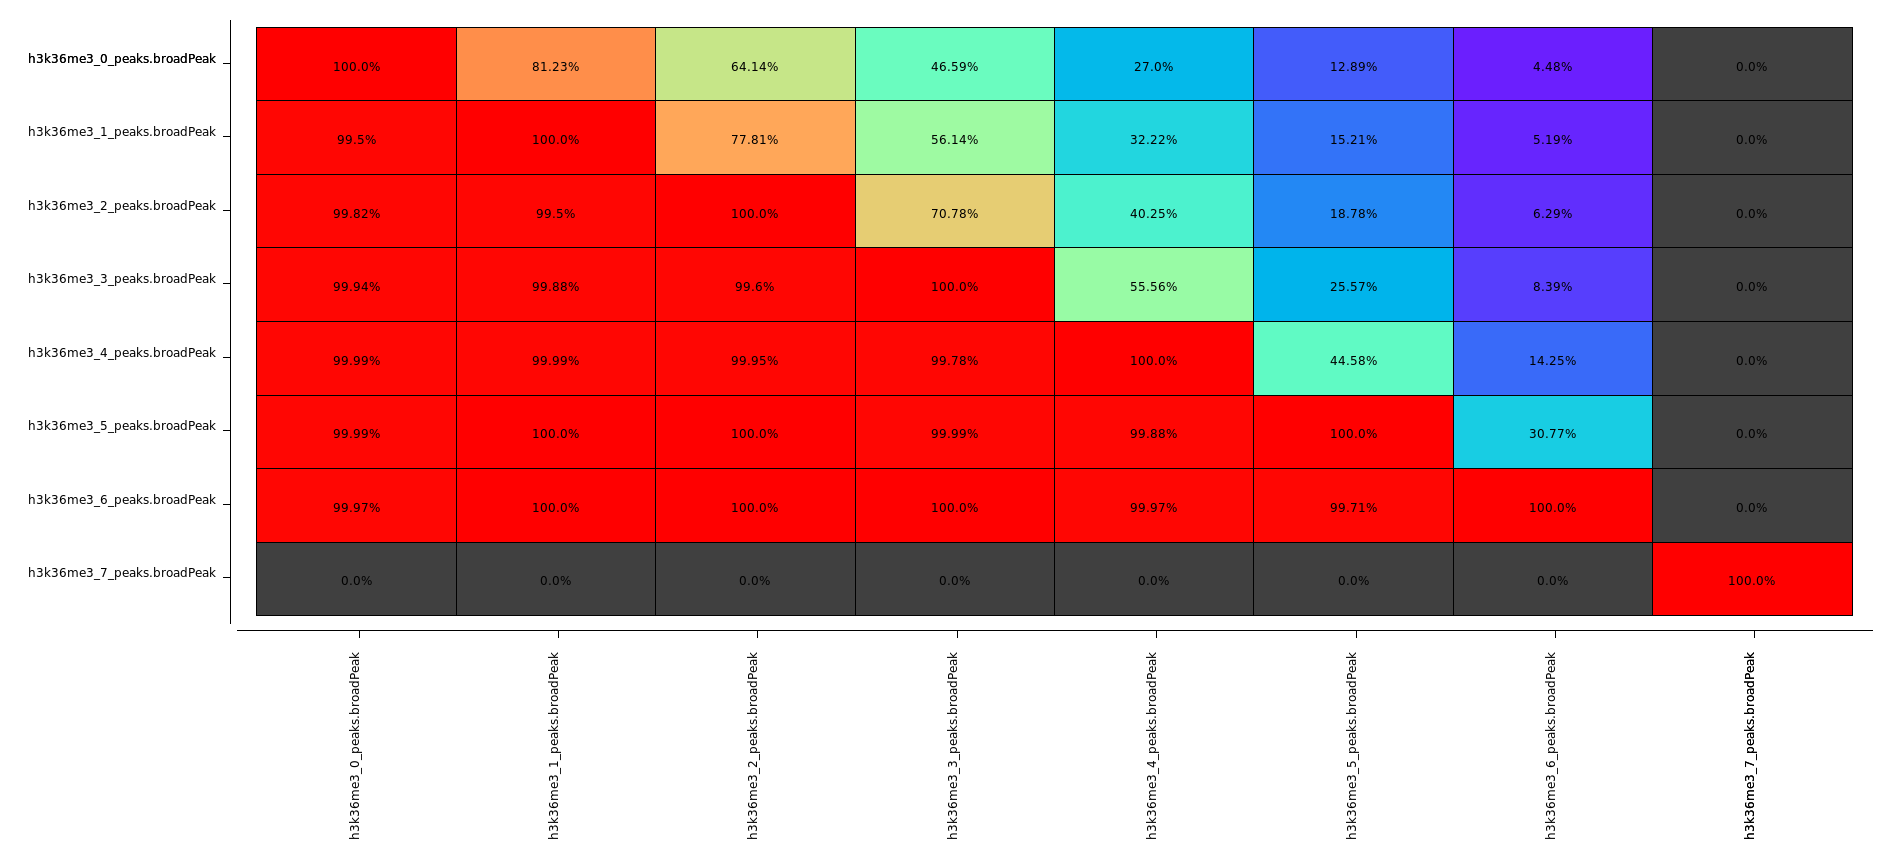 h3k36me3_0_peaks.broadPeak 100.0% 81.23% 64.14% 46.59% 27.0% 12.89% 4.48% 0.0%
h3k36me3_1_peaks.broadPeak 99.5% 100.0% 77.81% 56.14% 32.22% 15.21% 5.19% 0.0%
h3k36me3_2_peaks.broadPeak 99.82% 99.5% 100.0% 70.78% 40.25% 18.78% 6.29% 0.0%
h3k36me3_3_peaks.broadPeak 99.94% 99.88% 99.6% 100.0% 55.56% 25.57% 8.39% 0.0%
h3k36me3_4_peaks.broadPeak 99.99% 99.99% 99.95% 99.78% 100.0% 44.58% 14.25% 0.0%
h3k36me3_5_peaks.broadPeak 99.99% 100.0% 100.0% 99.99% 99.88% 100.0% 30.77% 0.0%
h3k36me3_6_peaks.broadPeak 99.97% 100.0% 100.0% 100.0% 99.97% 99.71% 100.0% 0.0%
h3k36me3_7_peaks.broadPeak 0.0% 0.0% 0.0% 0.0% 0.0% 0.0% 0.0% 100.0%
h3k36me3_0_peaks.broadPeak
h3k36me3_1_peaks.broadPeak
h3k36me3_2_peaks.broadPeak
h3k36me3_3_peaks.broadPeak
h3k36me3_4_peaks.broadPeak
h3k36me3_5_peaks.broadPeak
h3k36me3_6_peaks.broadPeak
h3k36me3_7_peaks.broadPeak